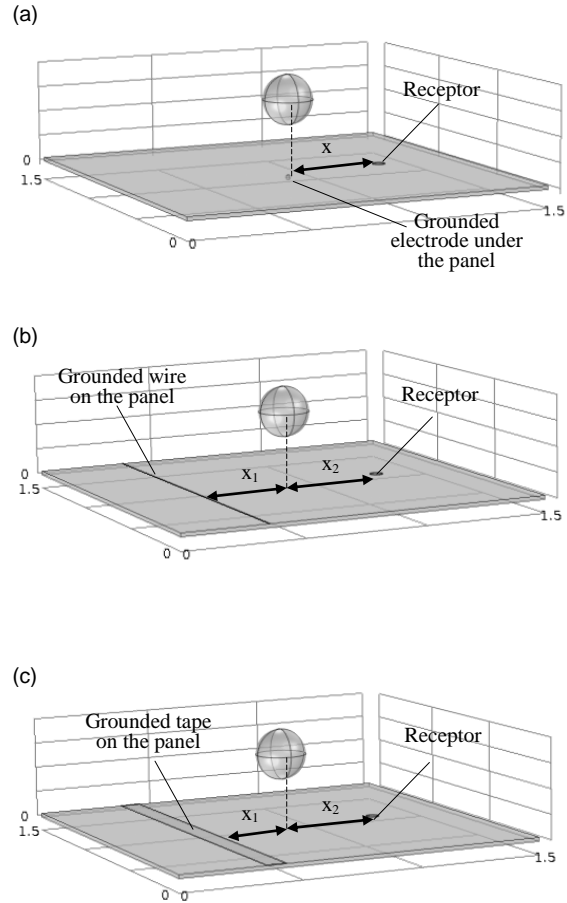 (a)
Receptor
x
0
1.5
Grounded
electrode under
the panel
1.5
0 0
(b)
Grounded wire
on the panel
Receptor
x1
x2
0
1.5
1.5
0 0
(c)
Grounded tape
on the panel
Receptor
x1
x2
0
1.5
1.5
0 0